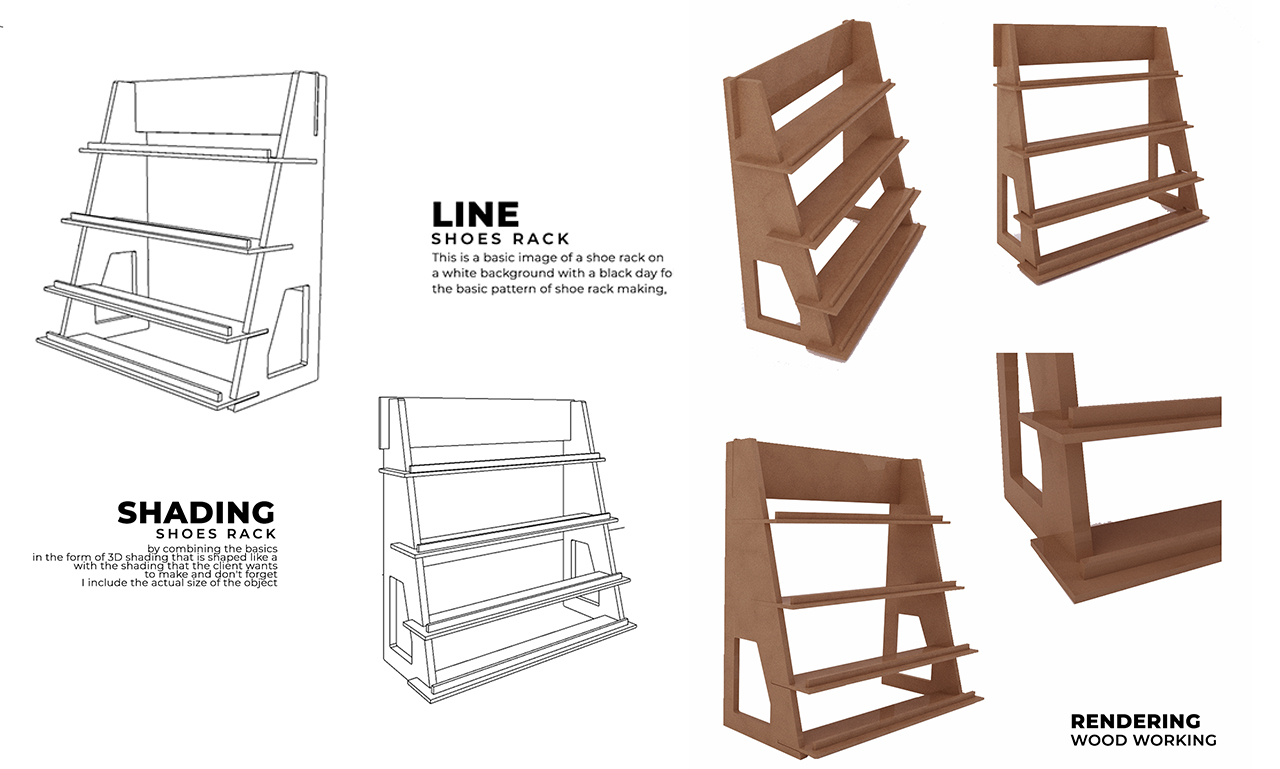 LINE
SHOES RACK
This is a basic image of a shoe rack on
a white background with a black day fo
the basic pattern of shoe rack making,
SHADING
SHOES RACK
by combining the basics
in the form of 3D shading that is shaped like a
with the shading that the client wants
to make and don't forget
I include the actual size of the object
RENDERING
WOOD WORKING